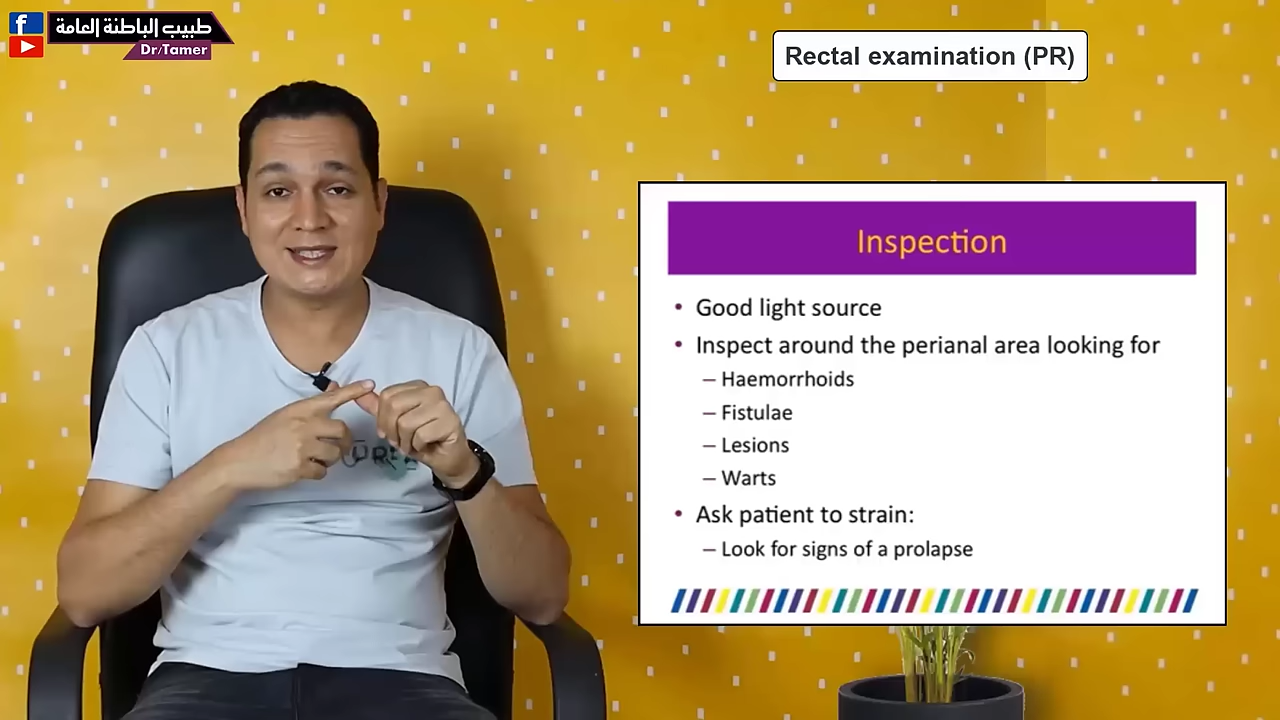 طبيب الباطنة العامة
Dr/Tamer
Rectal examination (PR)
Inspection
• Good light source
• Inspect around the perianal area looking for
– Haemorrhoids
– Fistulae
– Lesions
– Warts
• Ask patient to strain:
– Look for signs of a prolapse